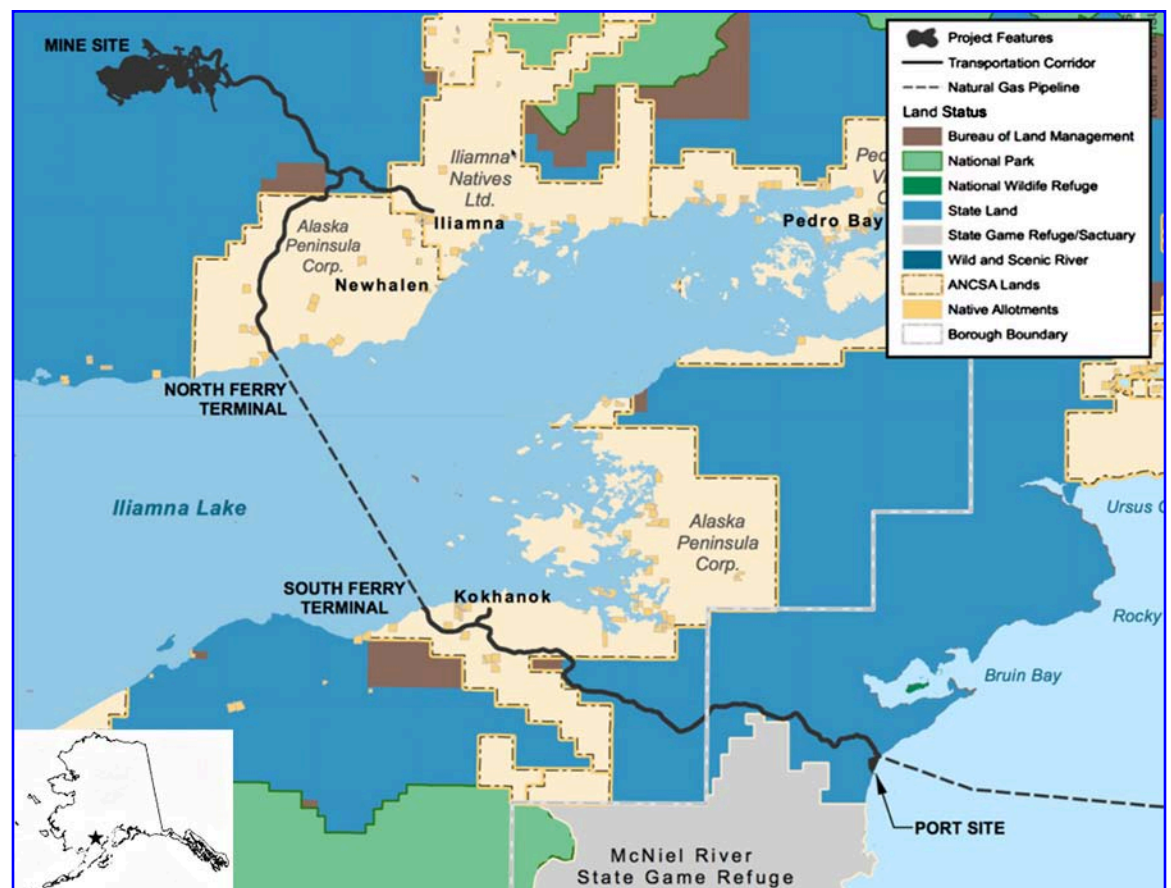 MINE SITE
Iliamna
Natives
Ltd.
Iliamna
Alaska
Peninsula
Corp.
Newhalen
Pedro Bay
NORTH FERRY
TERMINAL
Iliamna Lake
SOUTH FERRY
TERMINAL
Kokhanok
Alaska
Peninsula
Corp.
Ursus
Rocky
Bruin Bay
PORT SITE
McNiel River
State Game Refuge
Project Features
Transportation Corridor
Natural Gas Pipeline
Land Status
Bureau of Land Management
National Park
National Wildife Refuge
State Land
State Game Refuge/Sactuary
Wild and Scenic River
ANCSA Lands
Native Allotments
Borough Boundary